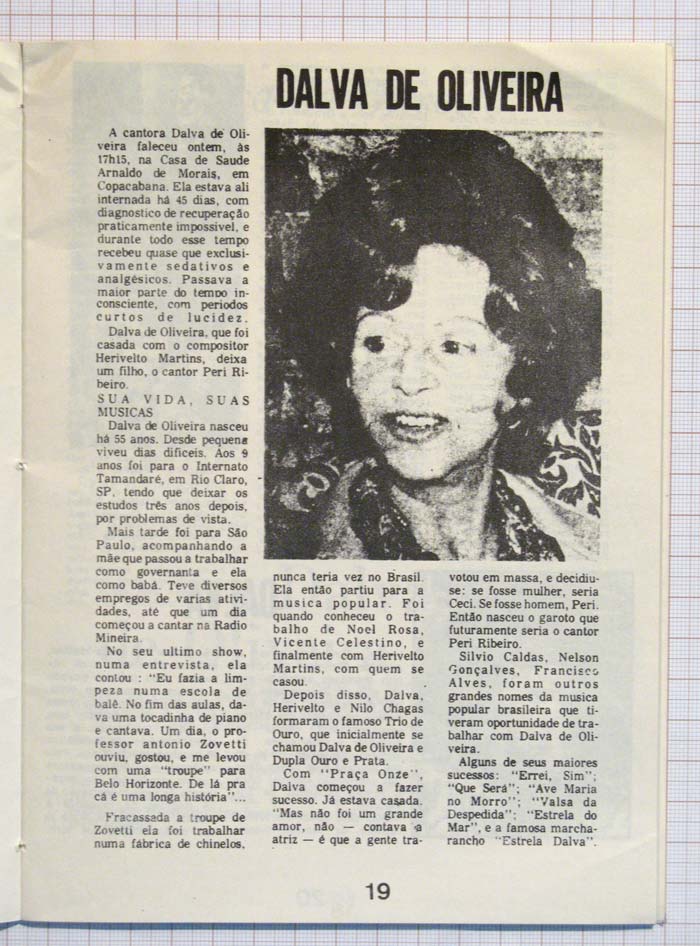 DALVA DE OLIVEIRA
A cantora Dalva de Oli-
veira faleceu ontem, às
17h15, na Casa de Saude
Arnaldo de Morais, em
Copacabana. Ela estava ali
internada há 45 dias, com
diagnostico de recuperação
praticamente impossível, e
durante todo esse tempo
recebeu quase que exclusi-
vamente sedativos e
analgésicos. Passava a
maior parte do tempo in-
consciente, com periodos
curtos de lucidez.
Dalva de Oliveira, que foi
casada com o compositor
Herivelto Martins, deixa
um filho, o cantor Peri Ri-
beiro.
SUA VIDA, SUAS
MUSICAS
Dalva de Oliveira nasceu
há 55 anos. Desde pequena
viveu dias dificeis. Aos 9
anos foi para o Internato
Tamandaré, em Rio Claro,
SP, tendo que deixar os
estudos três anos depois,
por problemas de vista.
Mais tarde foi para São
Paulo, acompanhando a
mãe que passou a trabalhar
como governanta e ela
como babá. Teve diversos
empregos de varias ativi-
dades, até que um dia
começou a cantar na Radio
Mineira.
No seu ultimo show,
numa entrevista, ela
contou : "Eu fazia a lim-
peza numa escola de
balê. No fim das aulas, da-
va uma tocadinha de piano
e cantava. Um dia, o pro-
fessor antonio Zovetti
ouviu, gostou, e me levou
com uma "troupe" para
Belo Horizonte. De lá pra
cá é uma longa história"...
Fracassada a troupe de
Zovetti ela foi trabalhar
numa fábrica de chinelos,
nunca teria vez no Brasil.
Ela então partiu para a
musica popular. Foi
quando conheceu o tra-
balho de Noel Rosa,
Vicente Celestino, e
finalmente com Herivelto
Martins, com quem se
casou.
Depois disso, Dalva,
Herivelto e Nilo Chagas
formaram o famoso Trio de
Ouro, que inicialmente se
chamou Dalva de Oliveira e
Dupla Ouro e Prata.
Com "Praça Onze",
Dalva começou a fazer
sucesso. Já estava casada.
"Mas não foi um grande
amor, não — contava a
atriz — é que a gente tra-
votou em massa, e decidiu-
se: se fosse mulher, seria
Ceci. Se fosse homem, Peri.
Então nasceu o garoto que
futuramente seria o cantor
Peri Ribeiro.
Silvio Caldas, Nelson
Gonçalves, Francisco
Alves, foram outros
grandes nomes da musica
popular brasileira que ti-
veram oportunidade de tra-
balhar com Dalva de Oli-
veira.
Alguns de seus maiores
sucessos: "Errei, Sim";
"Que Será"; "Ave Maria
no Morro"; "Valsa da
Despedida"; "Estrela do
Mar", e a famosa marcha-
rancho "Estrela Dalva".
19